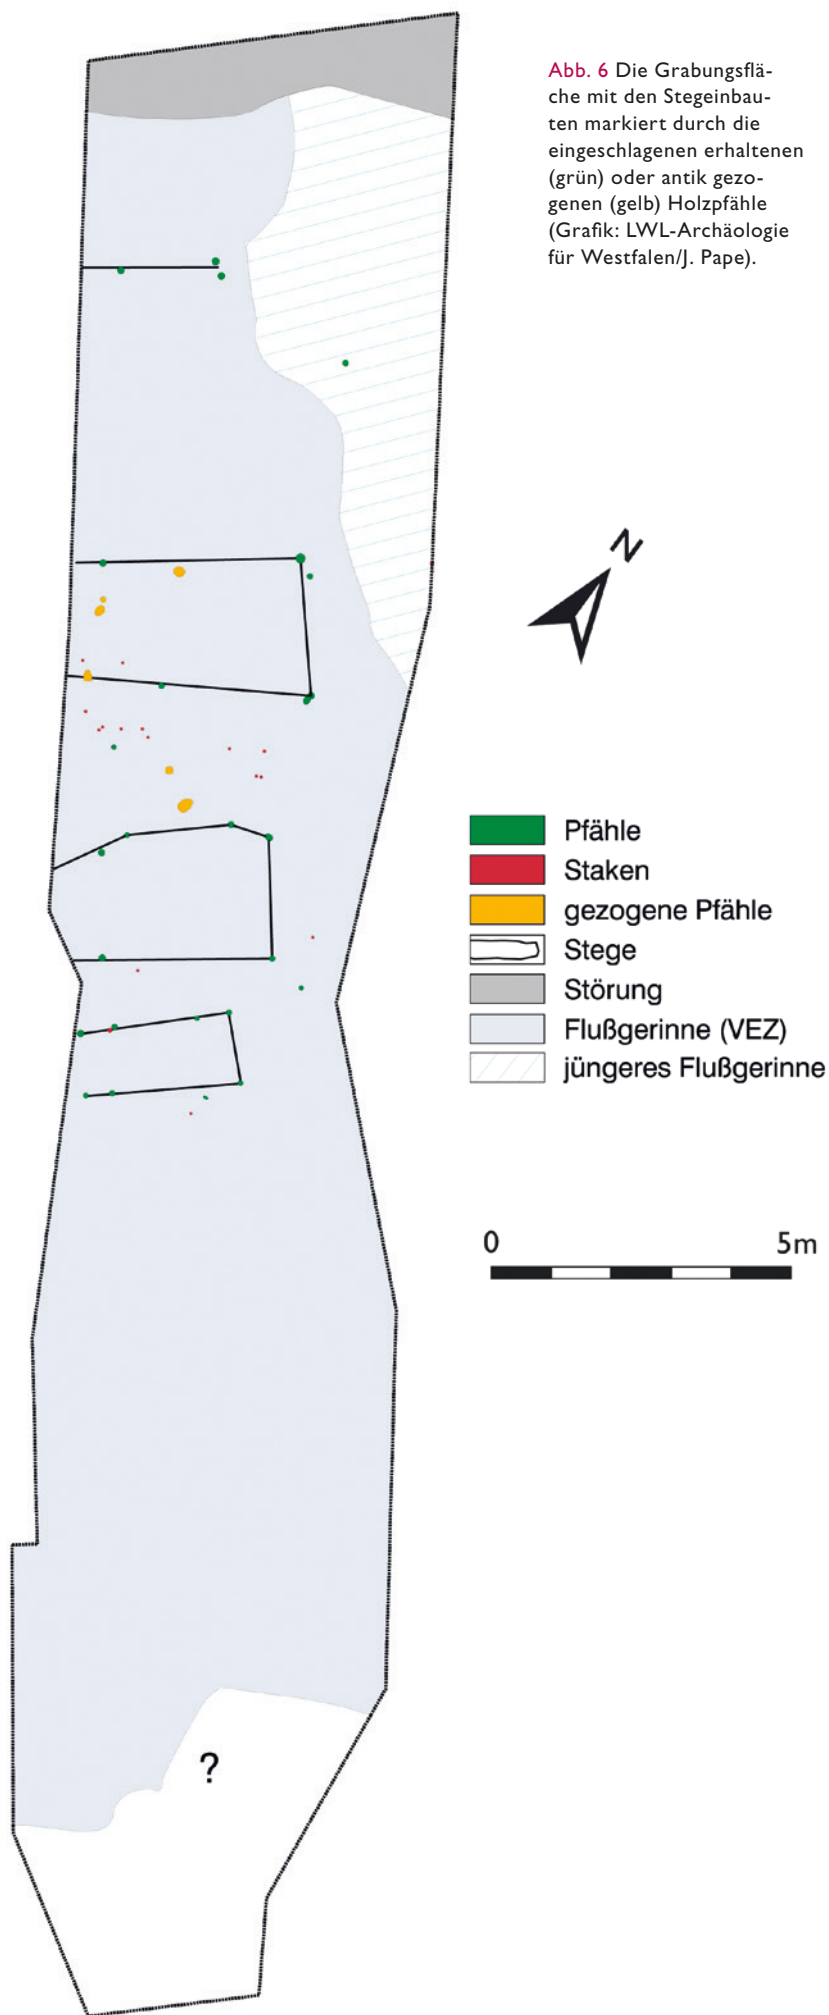 Abb. 6 Die Grabungsflä-
che mit den Stegeinbau-
ten markiert durch die
eingeschlagenen erhaltenen
(grün) oder antik gezo-
genen (gelb) Holzpfähle
(Grafik: LWL-Archäologie
für Westfalen/J. Pape).
N
Pfähle
Staken
gezogene Pfähle
Stege
Störung
Flußgerinne (VEZ)
jüngeres Flußgerinne
0 5m
?